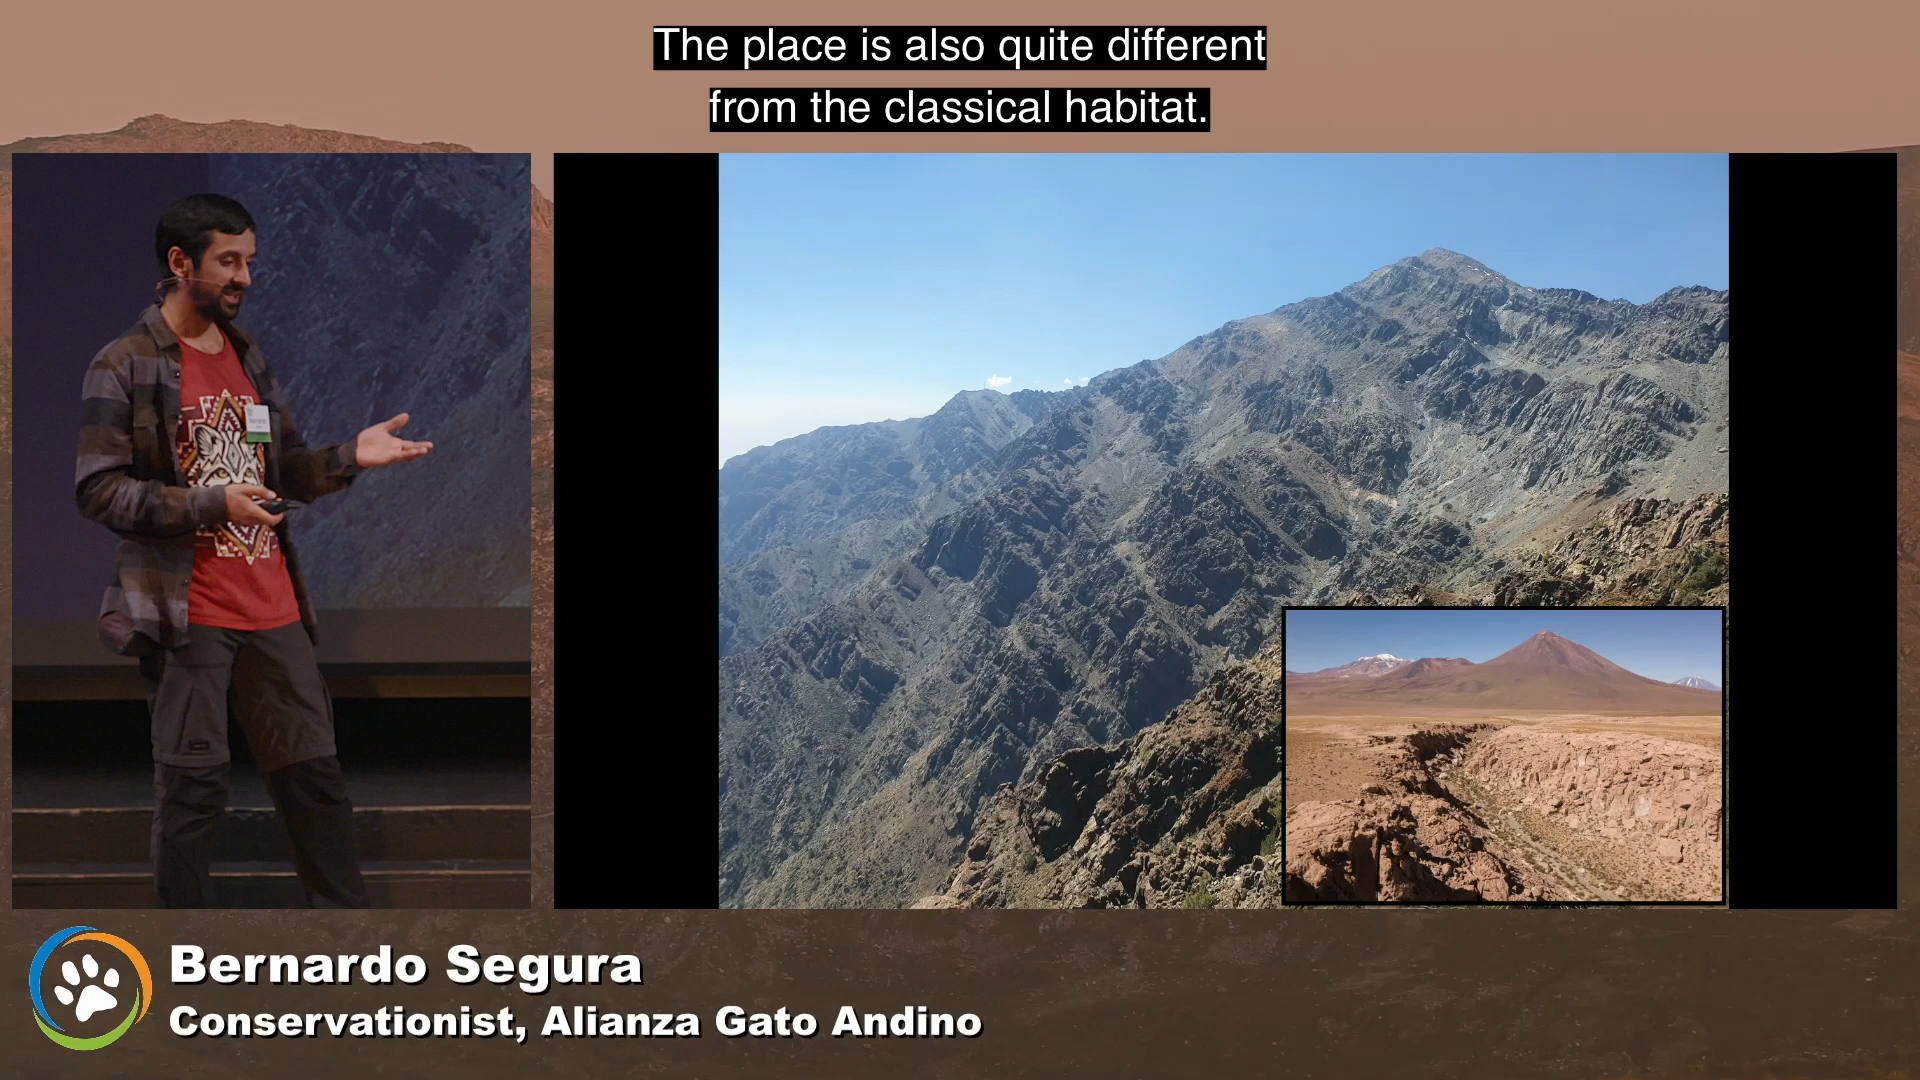 The place is also quite different
from the classical habitat.
Bernardo Segura
Conservationist, Alianza Gato Andino